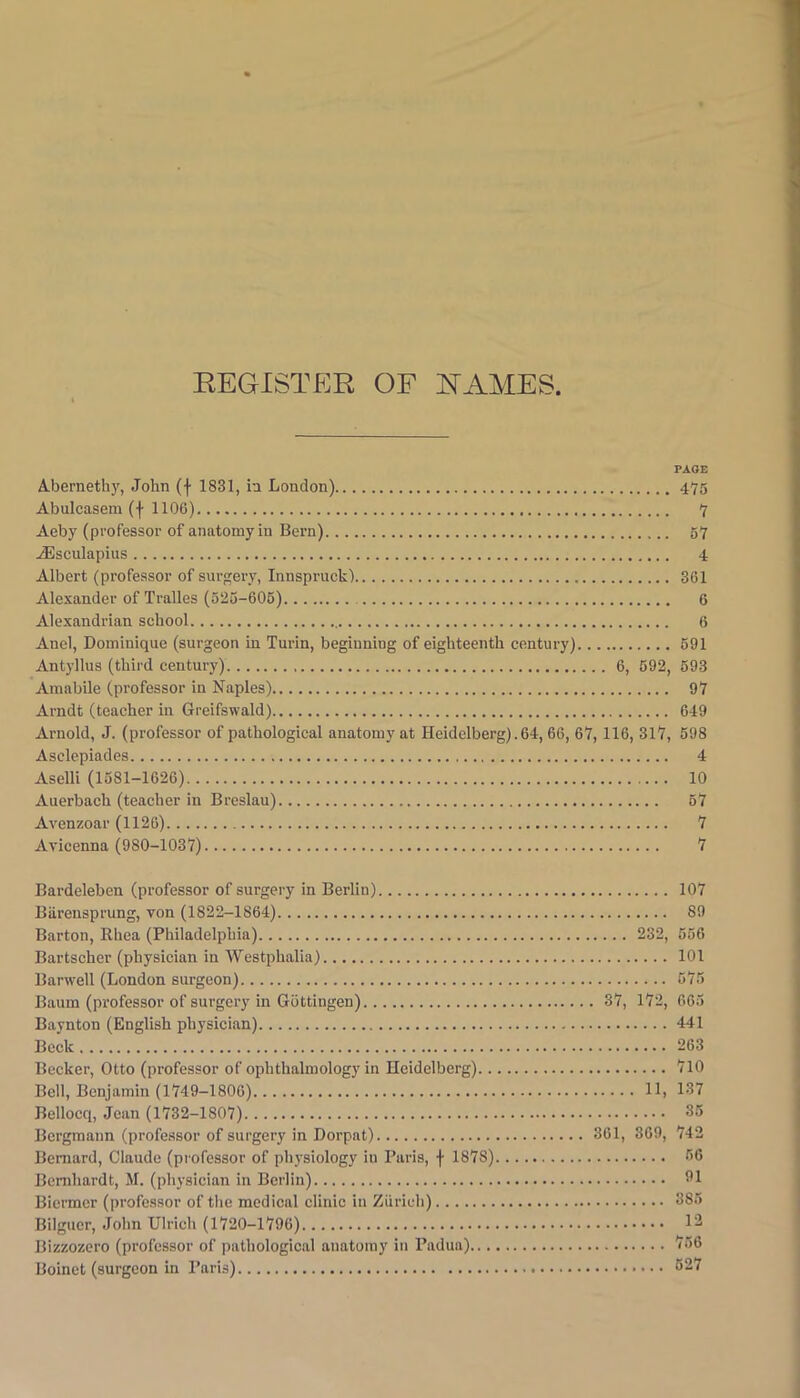 REGISTER OF NAMES.
PAGE
Abernethy, John († 1831, in London) 475
Abulcasem († 1106) 7
Aeby (professor of anatomy in Bern) 57
Æsculapius 4
Albert (professor of surgery, Innspruck) 361
Alexander of Tralles (525-605) 6
Alexandrian school 6
Anel, Dominique (surgeon in Turin, beginning of eighteenth century) 591
Antyllus (third century) 6, 592, 593
Amabile (professor in Naples) 97
Arndt (teacher in Greifswald) 649
Arnold, J. (professor of pathological anatomy at Heidelberg). 64, 66, 67, 116, 317, 598
Asclepiades 4
Aselli (1581-1626) 10
Auerbach (teacher in Breslau) 57
Avenzoar (1126) 7
Avicenna (980-1037) 7
Bardeleben (professor of surgery in Berlin) 107
Bärensprung, von (1822-1864) 89
Barton, Rhea (Philadelphia) 232, 556
Bartscher (physician in Westphalia) 101
Barwell (London surgeon) 575
Baum (professor of surgery in Göttingen) 37, 172, 665
Baynton (English physician) 441
Beck 263
Becker, Otto (professor of ophthalmology in Heidelberg) 710
Bell, Benjamin (1749-1806) 11, 137
Bellocq, Jean (1732-1807) 35
Bergmann (professor of surgery in Dorpat) 361, 369, 742
Bernard, Claude (professor of physiology in Paris, † 1878) 56
Bernhardt, M. (physician in Berlin) 91
Biermer (professor of the medical clinic in Zürich) 385
Bilguer, John Ulrich (1720-1796) 12
Bizzozero (professor of pathological anatomy in Padua) 756
Boinet (surgeon in Paris) 527